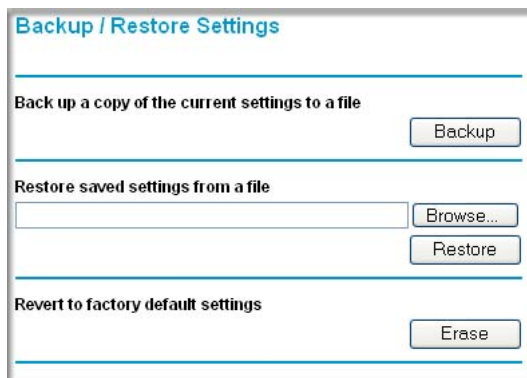 Backup / Restore Settings
Back up a copy of the current settings to a file
Backup
Restore saved settings from a file
Browse...
Restore
Revert to factory default settings
Erase